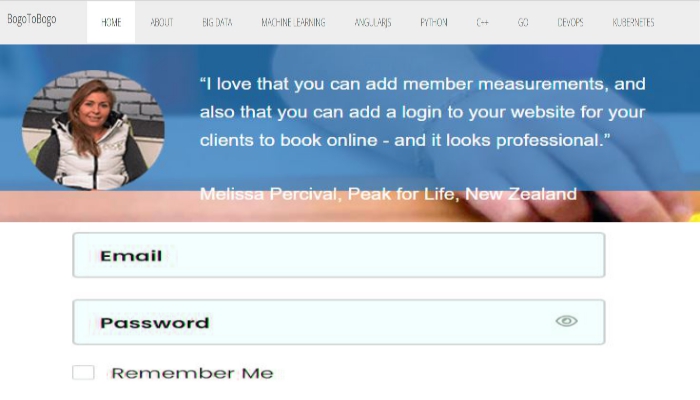 BogoToBogo
HOME ABOUT BIG DATA MACHINE LEARNING ANGULARJS PYTHON C++ GO DEVOPS KUBERNETES
“I love that you can add member measurements, and
also that you can add a login to your website for your
clients to book online - and it looks professional.”
Melissa Percival, Peak for Life, New Zealand
Email
Password
Remember Me